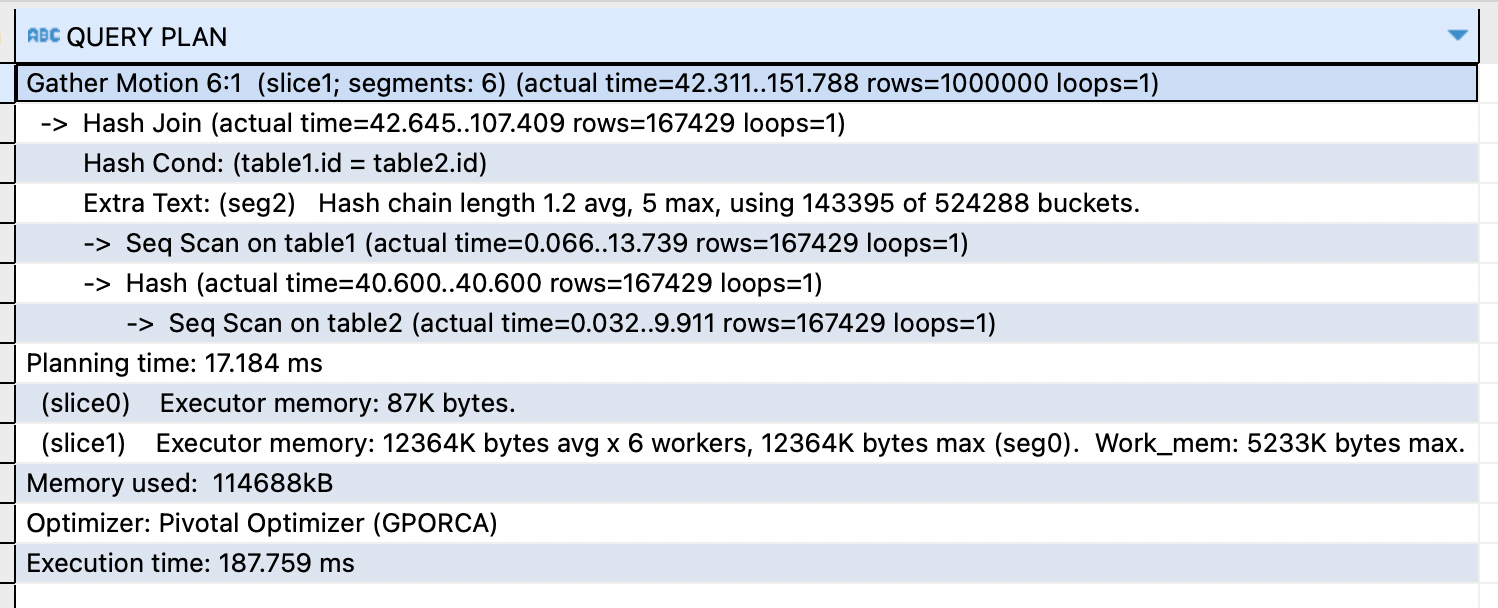 ABC QUERY PLAN
Gather Motion 6:1  (slice1; segments: 6) (actual time=42.311..151.788 rows=1000000 loops=1)
-> Hash Join (actual time=42.645..107.409 rows=167429 loops=1)
Hash Cond: (table1.id = table2.id)
Extra Text: (seg2)   Hash chain length 1.2 avg, 5 max, using 143395 of 524288 buckets.
-> Seq Scan on table1 (actual time=0.066..13.739 rows=167429 loops=1)
-> Hash (actual time=40.600..40.600 rows=167429 loops=1)
-> Seq Scan on table2 (actual time=0.032..9.911 rows=167429 loops=1)
Planning time: 17.184 ms
(slice0)    Executor memory: 87K bytes.
(slice1)    Executor memory: 12364K bytes avg x 6 workers, 12364K bytes max (seg0).  Work_mem: 5233K bytes max.
Memory used:  114688kB
Optimizer: Pivotal Optimizer (GPORCA)
Execution time: 187.759 ms